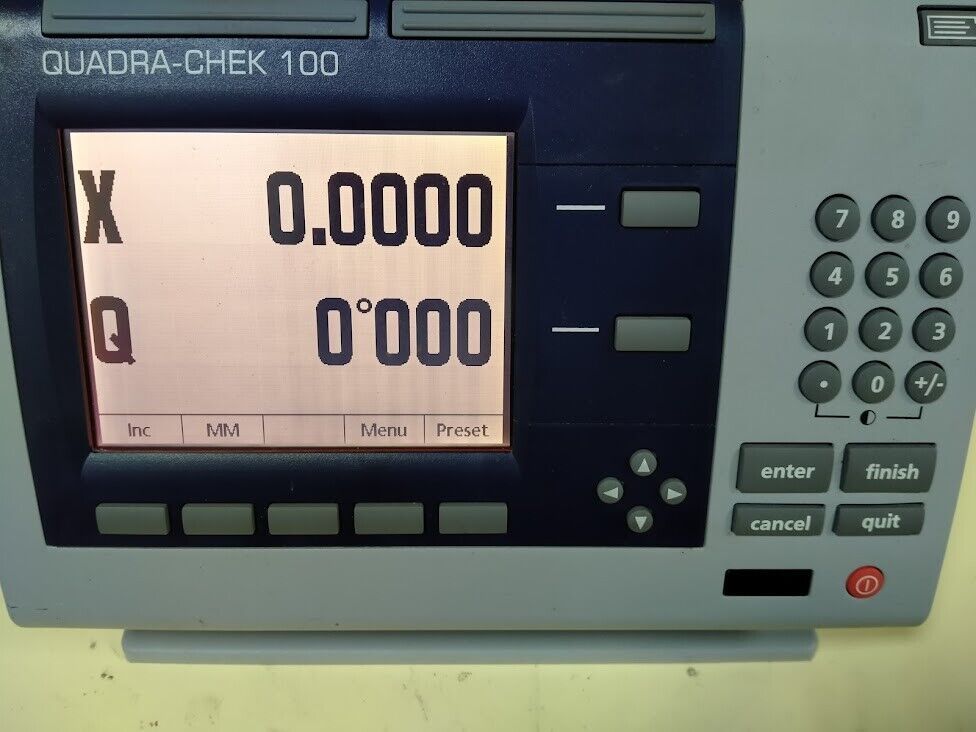 QUADRA-CHEK 100
X 0.0000
Q 0°000
Inc MM Menu Preset
7 8 9
4 5 6
1 2 3
. 0 +/-
enter finish
cancel quit